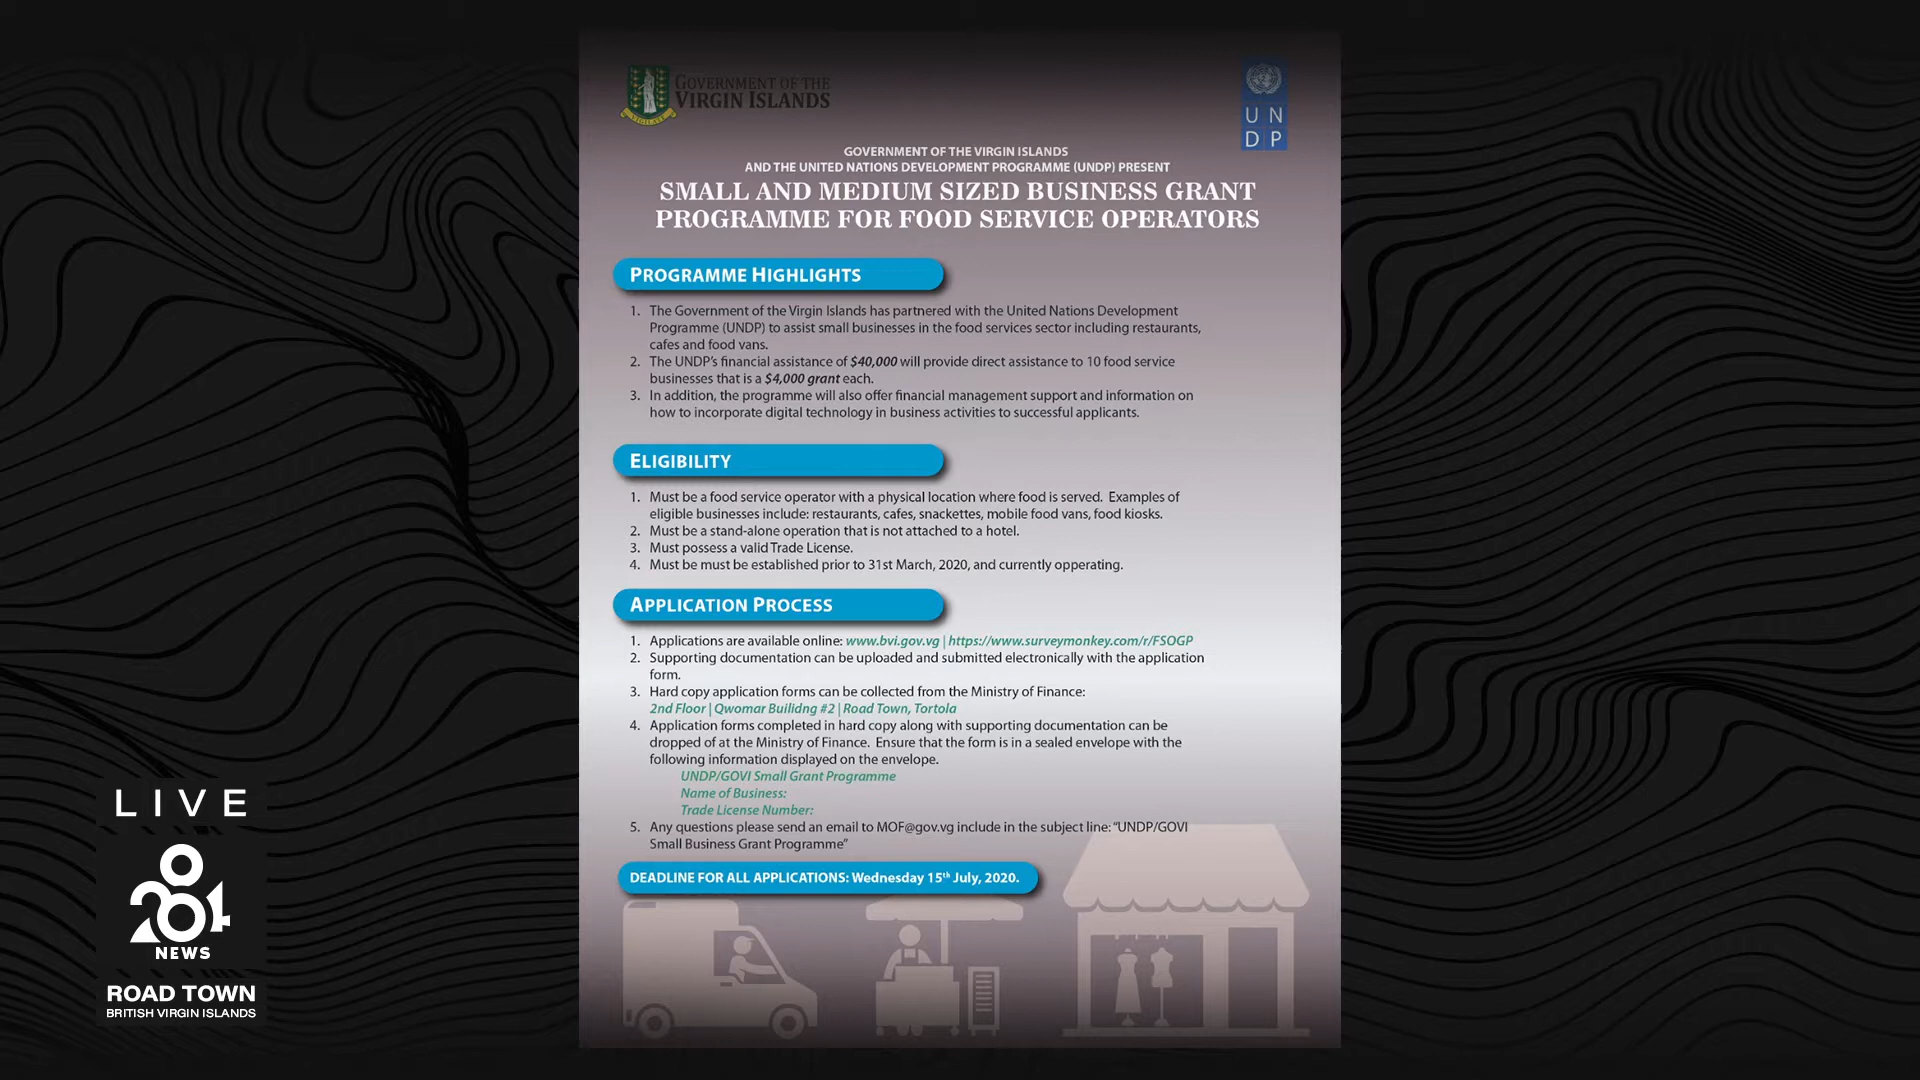 GOVERNMENT OF THE
VIRGIN ISLANDS
VIGILATE
U N
D P
GOVERNMENT OF THE VIRGIN ISLANDS
AND THE UNITED NATIONS DEVELOPMENT PROGRAMME (UNDP) PRESENT
SMALL AND MEDIUM SIZED BUSINESS GRANT
PROGRAMME FOR FOOD SERVICE OPERATORS
PROGRAMME HIGHLIGHTS
1. The Government of the Virgin Islands has partnered with the United Nations Development
Programme (UNDP) to assist small businesses in the food services sector including restaurants,
cafes and food vans.
2. The UNDP's financial assistance of $40,000 will provide direct assistance to 10 food service
businesses that is a $4,000 grant each.
3. In addition, the programme will also offer financial management support and information on
how to incorporate digital technology in business activities to successful applicants.
ELIGIBILITY
1. Must be a food service operator with a physical location where food is served. Examples of
eligible businesses include: restaurants, cafes, snackettes, mobile food vans, food kiosks.
2. Must be a stand-alone operation that is not attached to a hotel.
3. Must possess a valid Trade License.
4. Must be must be established prior to 31st March, 2020, and currently opperating.
APPLICATION PROCESS
1. Applications are available online: www.bvi.gov.vg | https://www.surveymonkey.com/r/FSOGP
2. Supporting documentation can be uploaded and submitted electronically with the application
form.
3. Hard copy application forms can be collected from the Ministry of Finance:
2nd Floor | Qwomar Builidng #2 | Road Town, Tortola
4. Application forms completed in hard copy along with supporting documentation can be
dropped of at the Ministry of Finance. Ensure that the form is in a sealed envelope with the
following information displayed on the envelope.
UNDP/GOVI Small Grant Programme
Name of Business:
Trade License Number:
5. Any questions please send an email to MOF@gov.vg include in the subject line: "UNDP/GOVI
Small Business Grant Programme"
DEADLINE FOR ALL APPLICATIONS: Wednesday 15th July, 2020.
LIVE
8
284
NEWS
ROAD TOWN
BRITISH VIRGIN ISLANDS